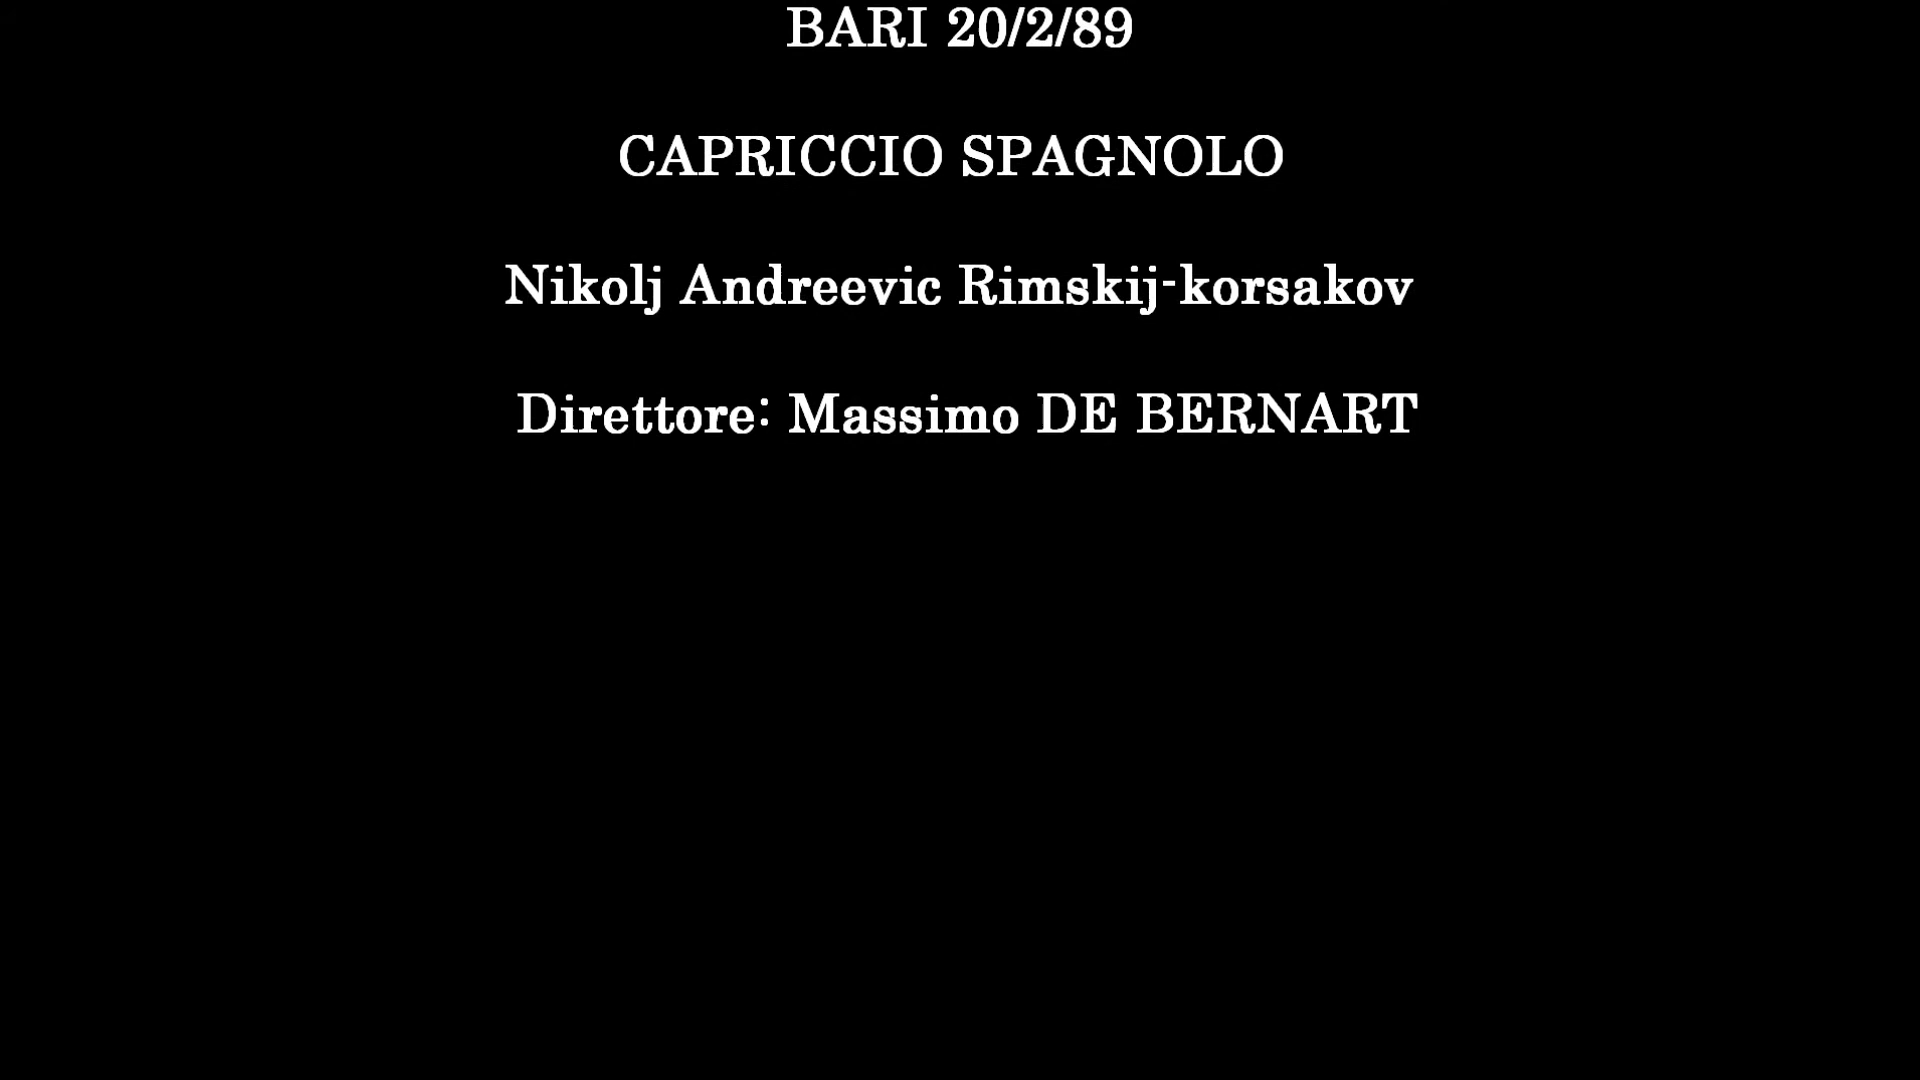 BARI 20/2/89
CAPRICCIO SPAGNOLO
Nikolj Andreevic Rimskij-korsakov
Direttore: Massimo DE BERNART